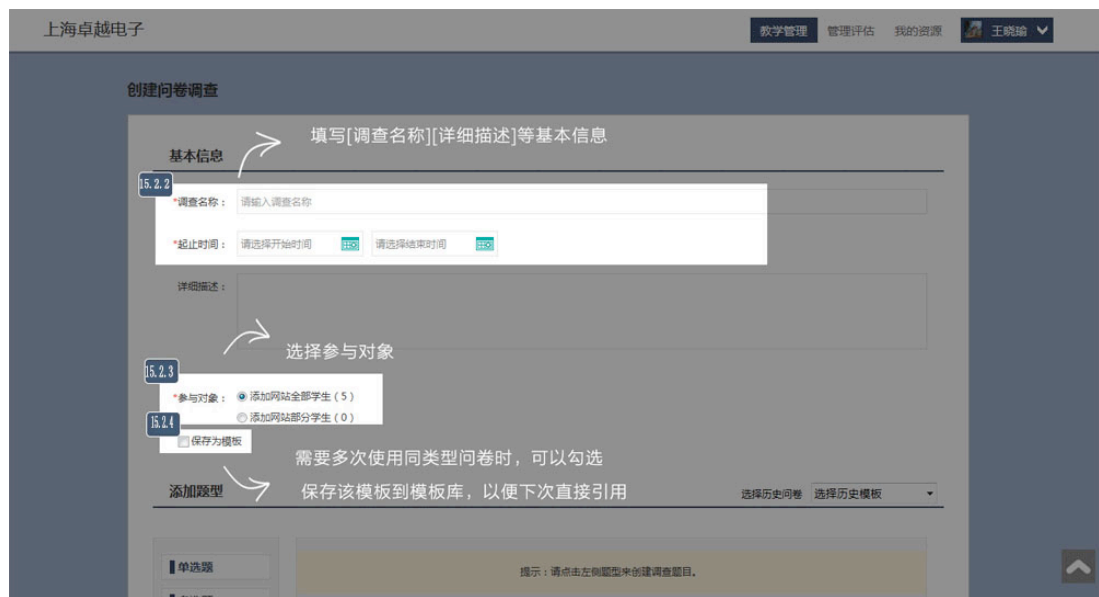 上海卓越电子
教学管理 管理评估 我的资源 王晓瑜
创建问卷调查
填写[调查名称][详细描述]等基本信息
基本信息
15.2.2
*调查名称： 请输入调查名称
*起止时间： 请选择开始时间 请选择结束时间
详细描述：
选择参与对象
15.2.3
*参与对象： 添加网站全部学生（5）
添加网站部分学生（0）
15.2.4
保存为模板
需要多次使用同类型问卷时，可以勾选
保存该模板到模板库，以便下次直接引用
添加题型 选择历史问卷 选择历史模板
单选题
提示：请点击左侧题型来创建调查题目。